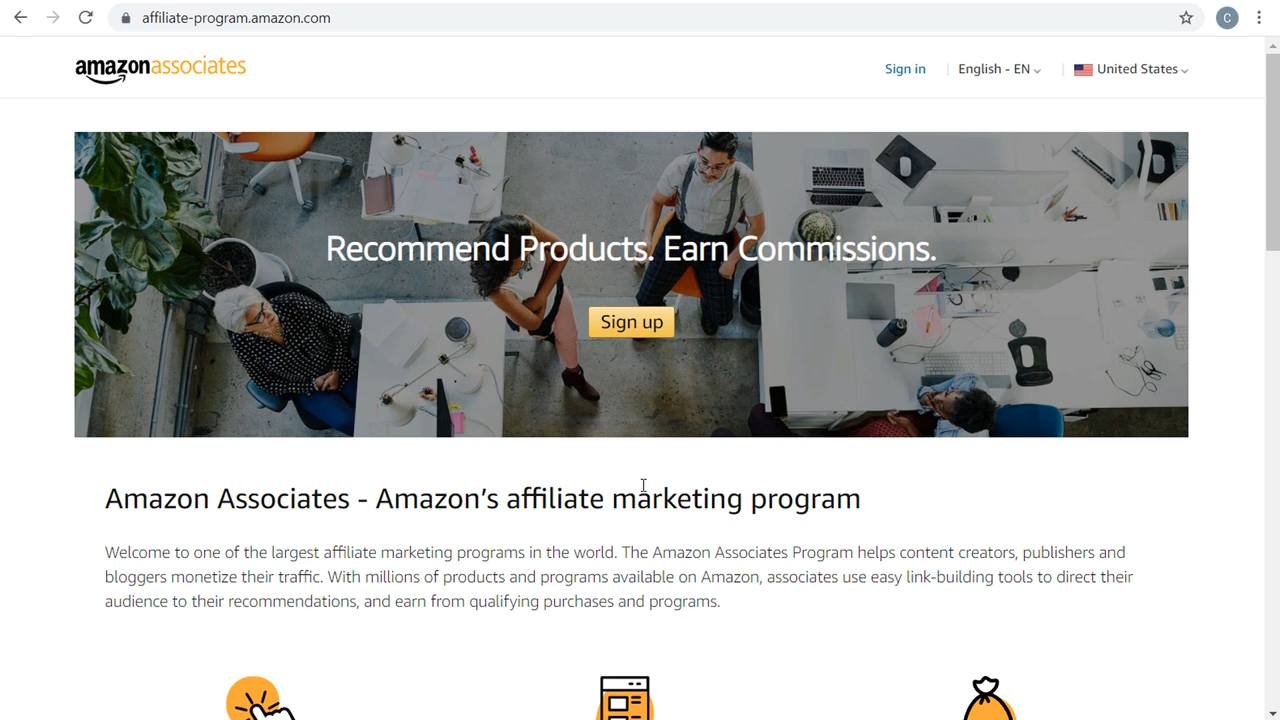 affiliate-program.amazon.com
C
amazonassociates
Sign in
English - EN
United States
Recommend Products. Earn Commissions.
Sign up
Amazon Associates - Amazon’s affiliate marketing program
Welcome to one of the largest affiliate marketing programs in the world. The Amazon Associates Program helps content creators, publishers and
bloggers monetize their traffic. With millions of products and programs available on Amazon, associates use easy link-building tools to direct their
audience to their recommendations, and earn from qualifying purchases and programs.